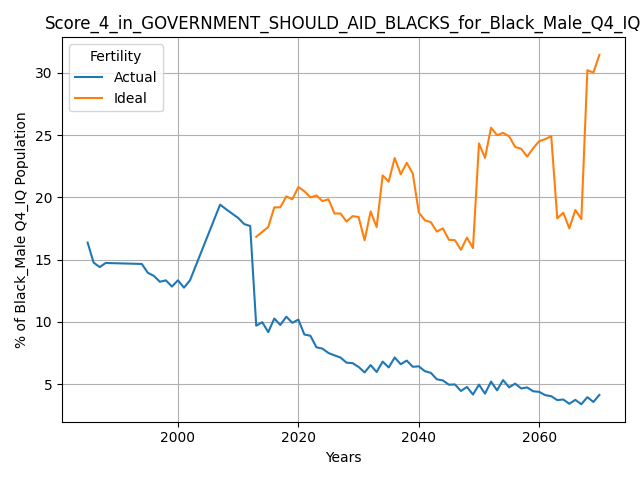 Score_4_in_GOVERNMENT_SHOULD_AID_BLACKS_for_Black_Male_Q4_IQ
Fertility
Actual
Ideal
% of Black_Male Q4_IQ Population
30
25
20
15
10
5
2000
2020
2040
2060
Years